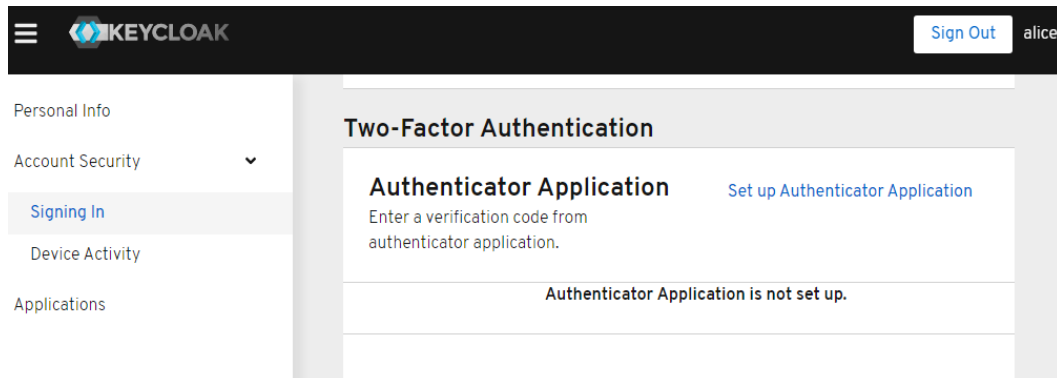 KEYCLOAK
Sign Out
alice
Personal Info
Account Security
Signing In
Device Activity
Applications
Two-Factor Authentication
Authenticator Application
Set up Authenticator Application
Enter a verification code from
authenticator application.
Authenticator Application is not set up.